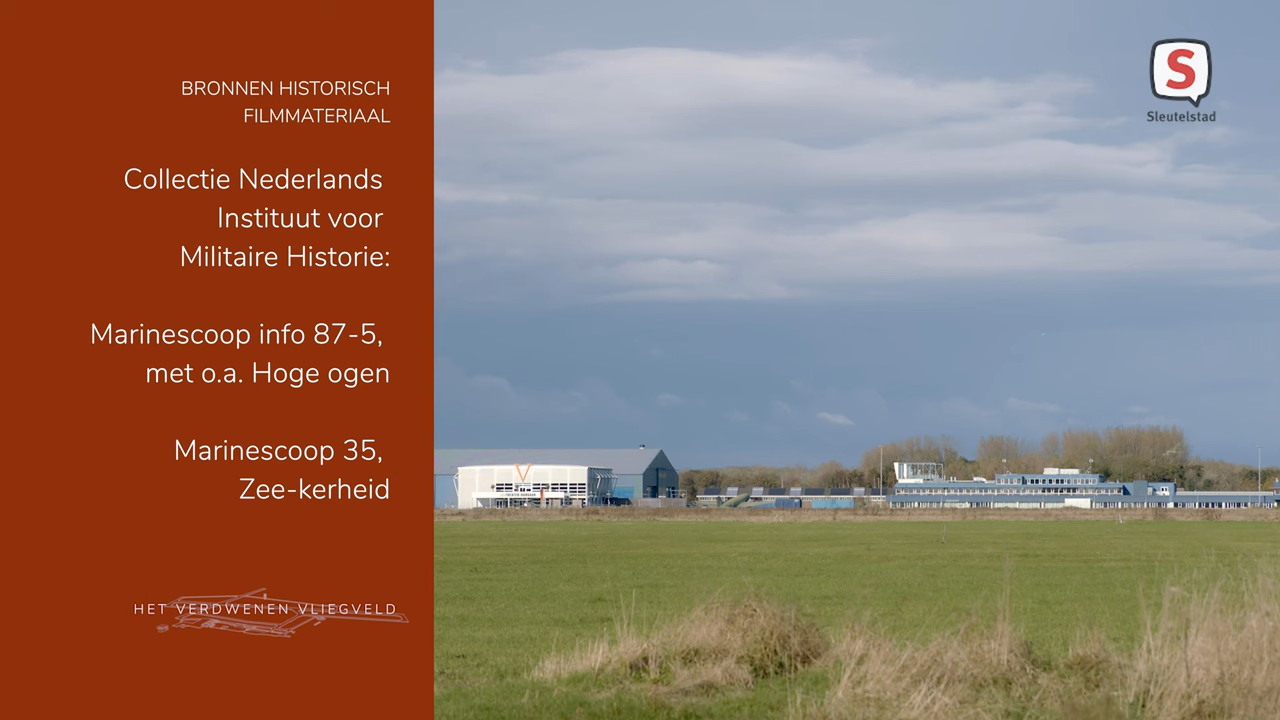 BRONNEN HISTORISCH
FILMMATERIAAL
Collectie Nederlands
Instituut voor
Militaire Historie:
Marinescoop info 87-5,
met o.a. Hoge ogen
Marinescoop 35,
Zee-kerheid
HET VERDWENEN VLIEGVELD
S
Sleutelstad